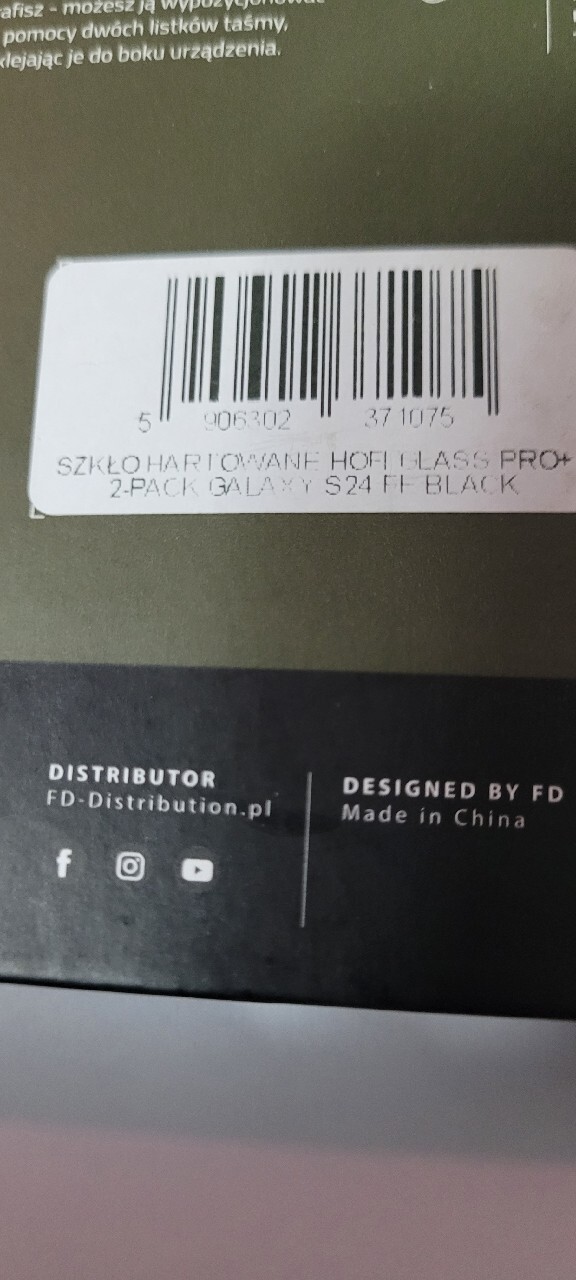 afisz - możesz ją wypozycjonować
pomocy dwóch listków taśmy,
klejając je do boku urządzenia.
5 906302 371075
SZKŁO HARTOWANE HOFI GLASS PRO+
2-PACK GALAXY S24 FE BLACK
DISTRIBUTOR
FD-Distribution.pl
DESIGNED BY FD
Made in China